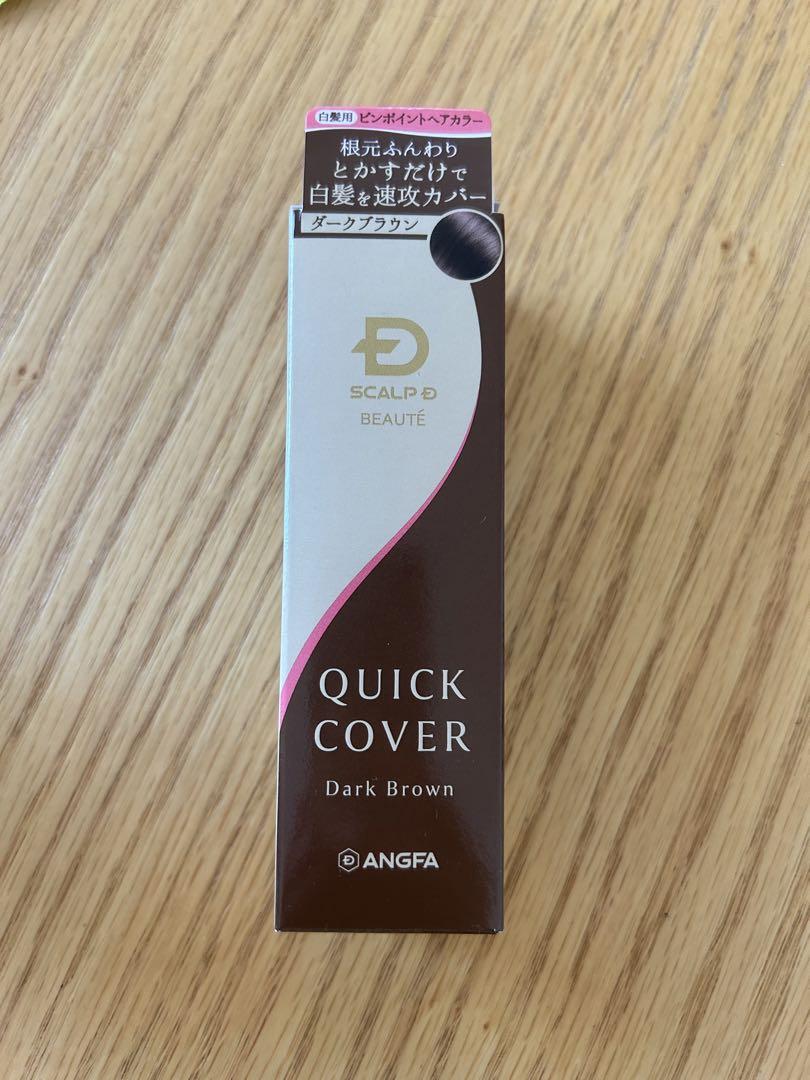 白髪用 ピンポイントヘアカラー
根元ふんわり
とかすだけで
白髪を速攻カバー
ダークブラウン
SCALP D
BEAUTÉ
QUICK
COVER
Dark Brown
ANGFA